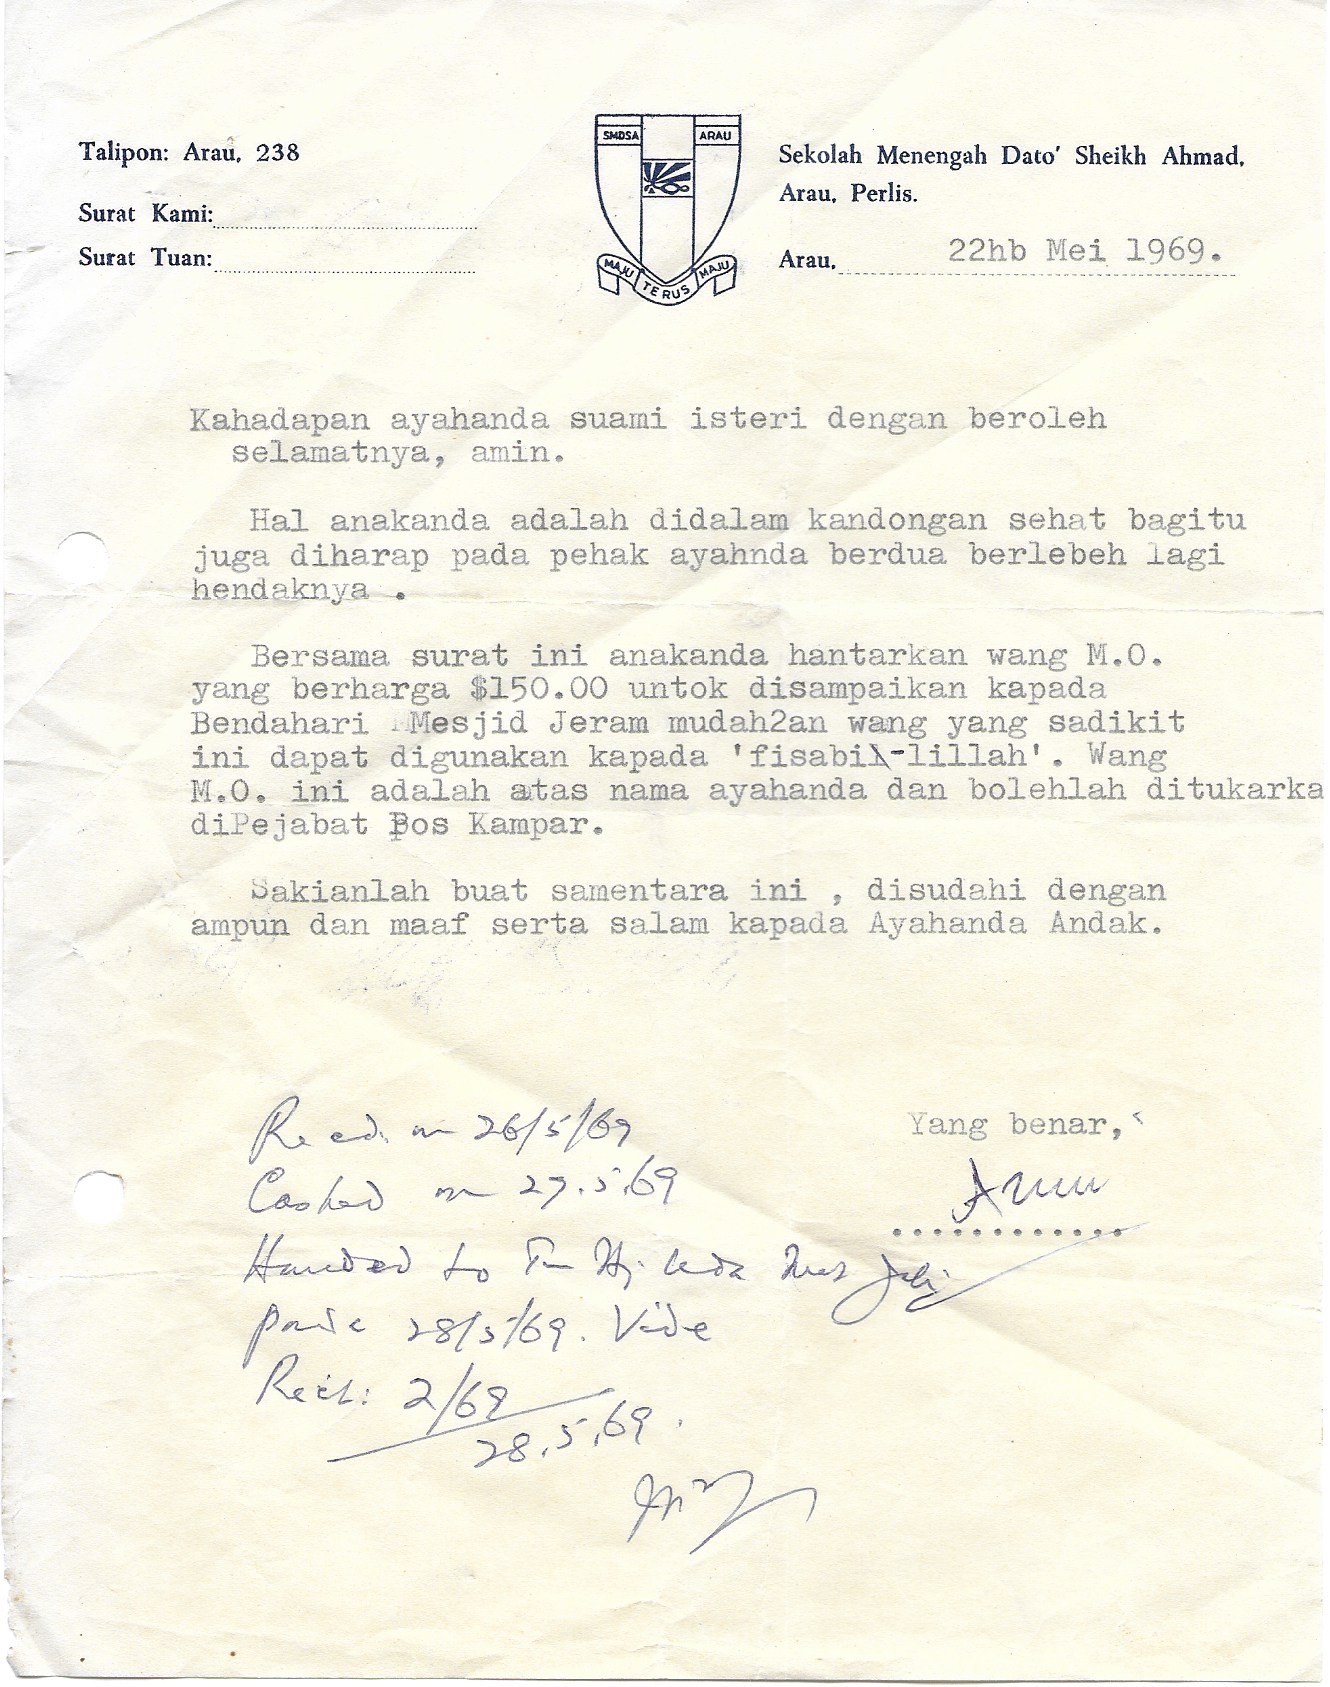 Talipon: Arau, 238
Surat Kami:
Surat Tuan:
SMDSA ARAU
MAJU TERUS MAJU
Sekolah Menengah Dato' Sheikh Ahmad,
Arau, Perlis.
Arau, 22hb Mei 1969.
Kahadapan ayahanda suami isteri dengan beroleh
selamatnya, amin.
Hal anakanda adalah didalam kandongan sehat bagitu
juga diharap pada pehak ayahnda berdua berlebeh lagi
hendaknya .
Bersama surat ini anakanda hantarkan wang M.O.
yang berharga $150.00 untok disampaikan kapada
Bendahari Mesjid Jeram mudah2an wang yang sadikit
ini dapat digunakan kapada 'fisabil-lillah'. Wang
M.O. ini adalah atas nama ayahanda dan bolehlah ditukarka
diPejabat Pos Kampar.
Sakianlah buat samentara ini , disudahi dengan
ampun dan maaf serta salam kapada Ayahanda Andak.
Yang benar,
............
Recd. on 26/5/69
Cashed on 27.5.69
Handed to Tn Hj
28/5/69. Vide
Rect: 2/69
28.5.69.